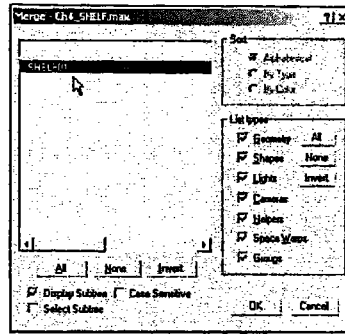 Merge - Ch4_SHELF.max
SHELF01
Sort
Alphabetical
By Type
By Color
List types
Geometry
All
Shapes
None
Lights
Invert
Cameras
Helpers
Space Warps
Groups
All
None
Invert
Display Subtree
Case Sensitive
Select Subtree
OK
Cancel